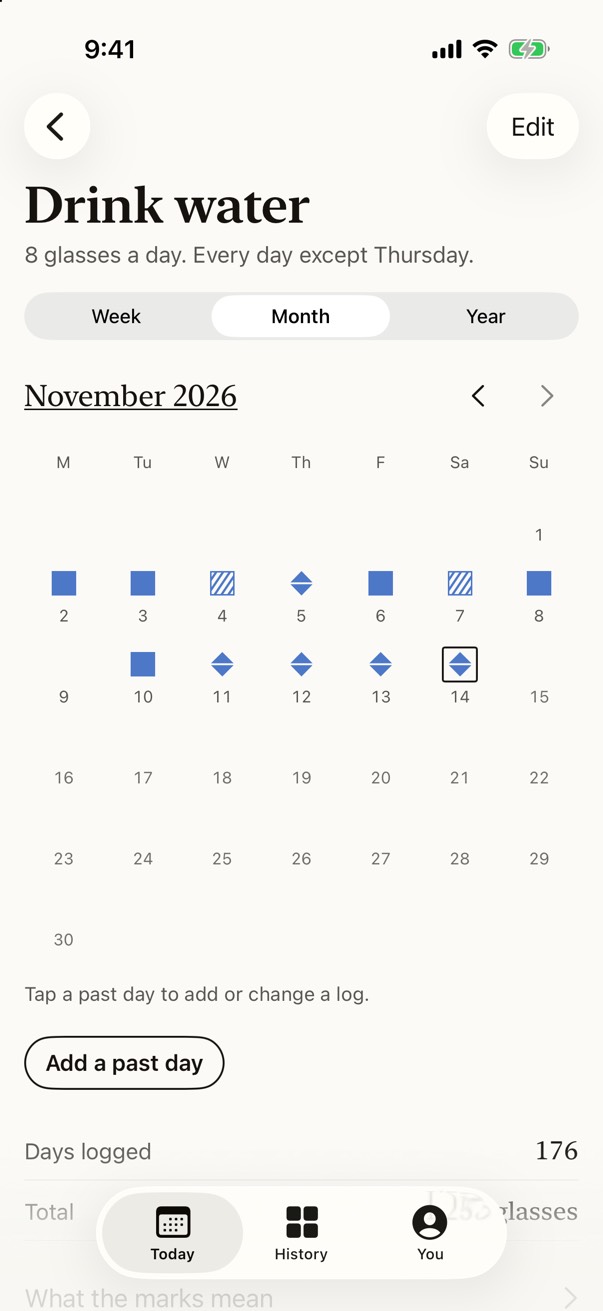 9:41
Edit
Drink water
8 glasses a day. Every day except Thursday.
Week Month Year
November 2026
M Tu W Th F Sa Su
1
2 3 4 5 6 7 8
9 10 11 12 13 14 15
16 17 18 19 20 21 22
23 24 25 26 27 28 29
30
Tap a past day to add or change a log.
Add a past day
Days logged 176
Total glasses
Today History You
What the marks mean